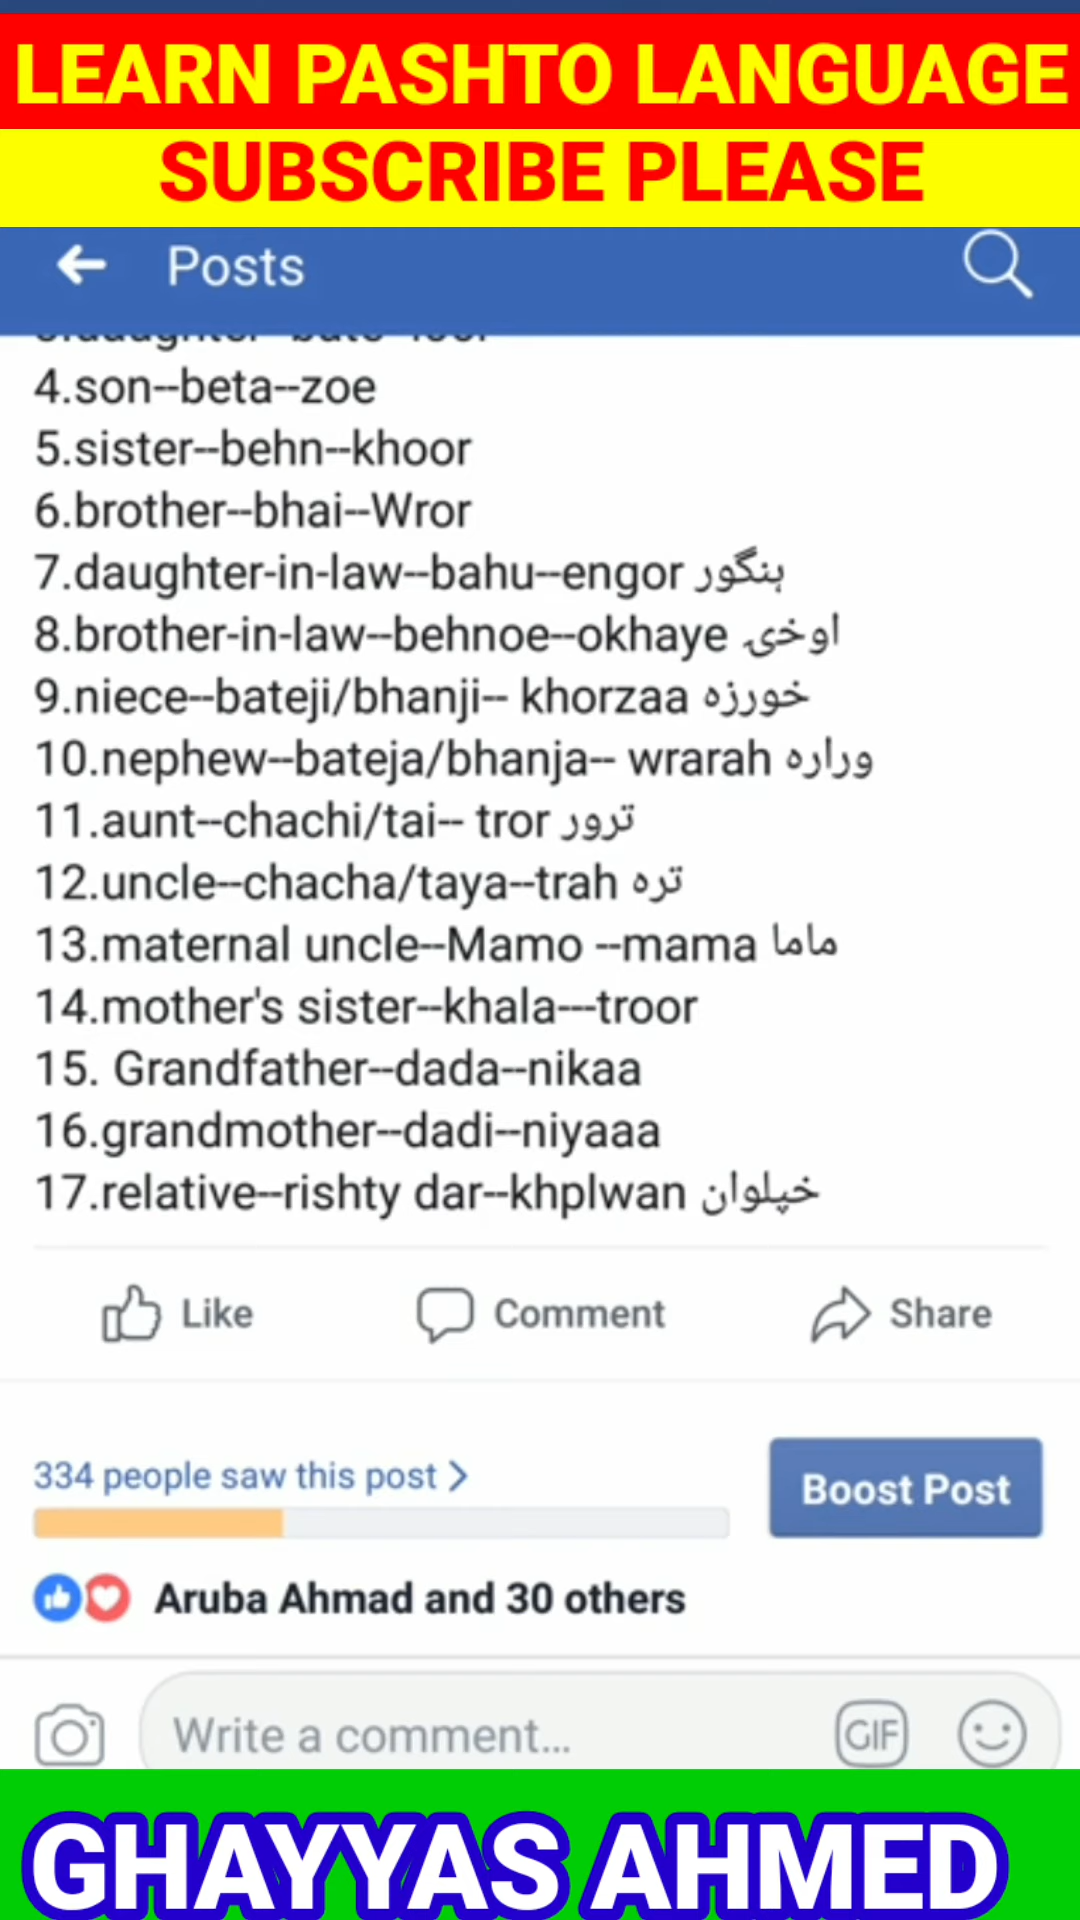 LEARN PASHTO LANGUAGE
SUBSCRIBE PLEASE
Posts
4.son--beta--zoe
5.sister--behn--khoor
6.brother--bhai--Wror
7.daughter-in-law--bahu--engor ہنگور
8.brother-in-law--behnoe--okhaye اوخی
9.niece--bateji/bhanji-- khorzaa خورزہ
10.nephew--bateja/bhanja-- wrarah ورارہ
11.aunt--chachi/tai-- tror ترور
12.uncle--chacha/taya--trah ترہ
13.maternal uncle--Mamo --mama ماما
14.mother's sister--khala---troor
15. Grandfather--dada--nikaa
16.grandmother--dadi--niyaaa
17.relative--rishty dar--khplwan خپلوان
Like Comment Share
334 people saw this post >
Boost Post
Aruba Ahmad and 30 others
Write a comment...
GIF
GHAYYAS AHMED